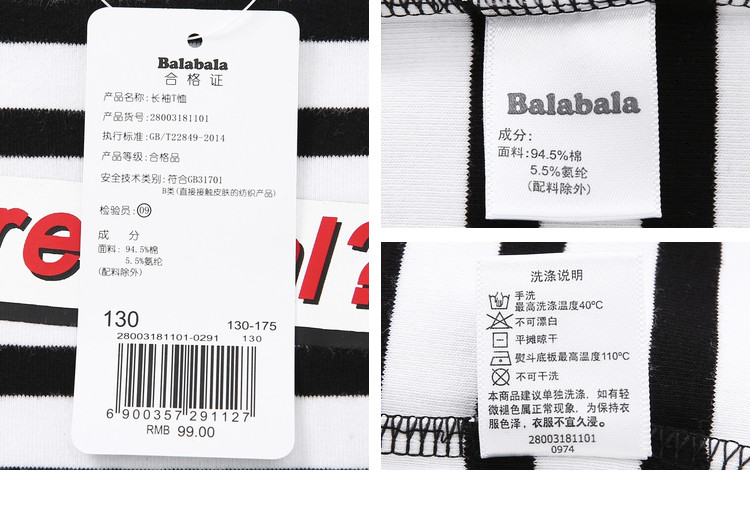 Balabala
合格证
产品名称: 长袖T恤
产品货号: 28003181101
执行标准: GB/T22849-2014
产品等级: 合格品
安全技术类别: 符合GB31701
B类(直接接触皮肤的纺织产品)
检验员: 09
成 分
面料: 94.5%棉
5.5%氨纶
(配料除外)
130
130-175
28003181101-0291 130
6 900357 291127
RMB 99.00
Balabala
成分:
面料: 94.5%棉
5.5%氨纶
(配料除外)
洗涤说明
手洗
最高洗涤温度40ºC
不可漂白
平摊晾干
熨斗底板最高温度110ºC
不可干洗
本商品建议单独洗涤, 如有轻
微褪色属正常现象, 为保持衣
服色泽, 衣服不宜久浸。
28003181101
0974